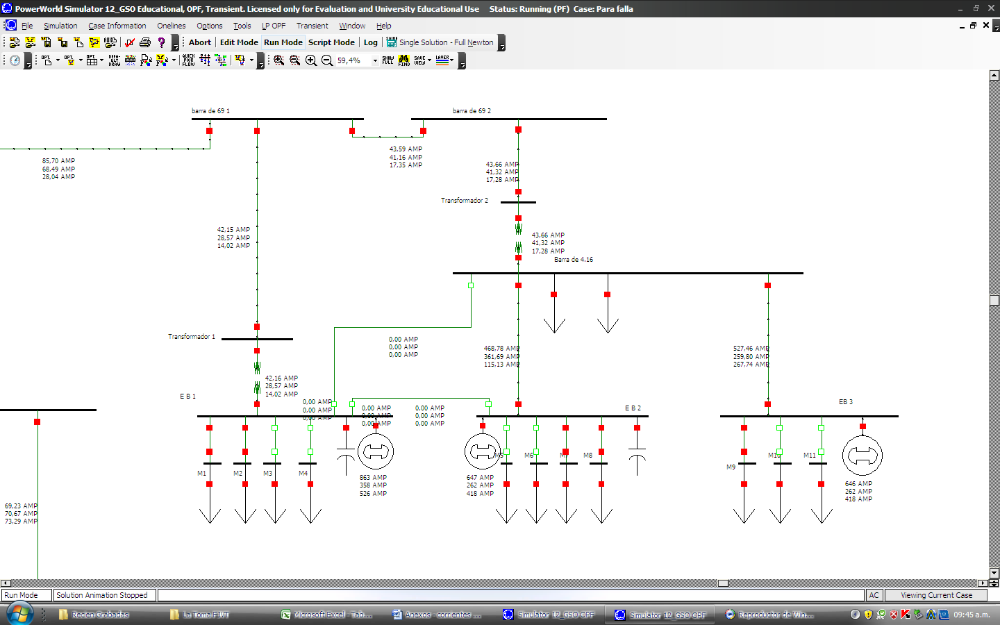 PowerWorld Simulator 12_GSO Educational, OPF, Transient. Licensed only for Evaluation and University Educational Use Status: Running (PF) Case: Para falla
File Simulation Case Information Onelines Options Tools LP OPF Transient Window Help
Abort Edit Mode Run Mode Script Mode Log Single Solution - Full Newton
59,4%
barra de 69 1
barra de 69 2
85,70 AMP
68,49 AMP
28,04 AMP
43,59 AMP
41,16 AMP
17,35 AMP
43,66 AMP
41,32 AMP
17,28 AMP
Transformador 2
42,15 AMP
28,57 AMP
14,02 AMP
43,66 AMP
41,32 AMP
17,28 AMP
Barra de 4.16
Transformador 1
0,00 AMP
0,00 AMP
0,00 AMP
468,78 AMP
361,69 AMP
115,13 AMP
527,46 AMP
259,80 AMP
267,74 AMP
42,16 AMP
28,57 AMP
14,02 AMP
E B 1
0,00 AMP
0,00 AMP
0,00 AMP
0,00 AMP
0,00 AMP
0,00 AMP
0,00 AMP
0,00 AMP
0,00 AMP
E B 2
EB 3
M1
M2
M3
M4
M5
M6
M7
M8
M9
M10
M11
863 AMP
358 AMP
526 AMP
647 AMP
262 AMP
418 AMP
646 AMP
262 AMP
418 AMP
69,23 AMP
70,67 AMP
73,29 AMP
Run Mode Solution Animation Stopped AC Viewing Current Case
Recien Grabadas La Toma FJVT Microsoft Excel - Tab... Anexos - corrientes ... Simulator 12_GSO OPF Simulator 12_GSO OPF Reproductor de Win... 09:45 a.m.